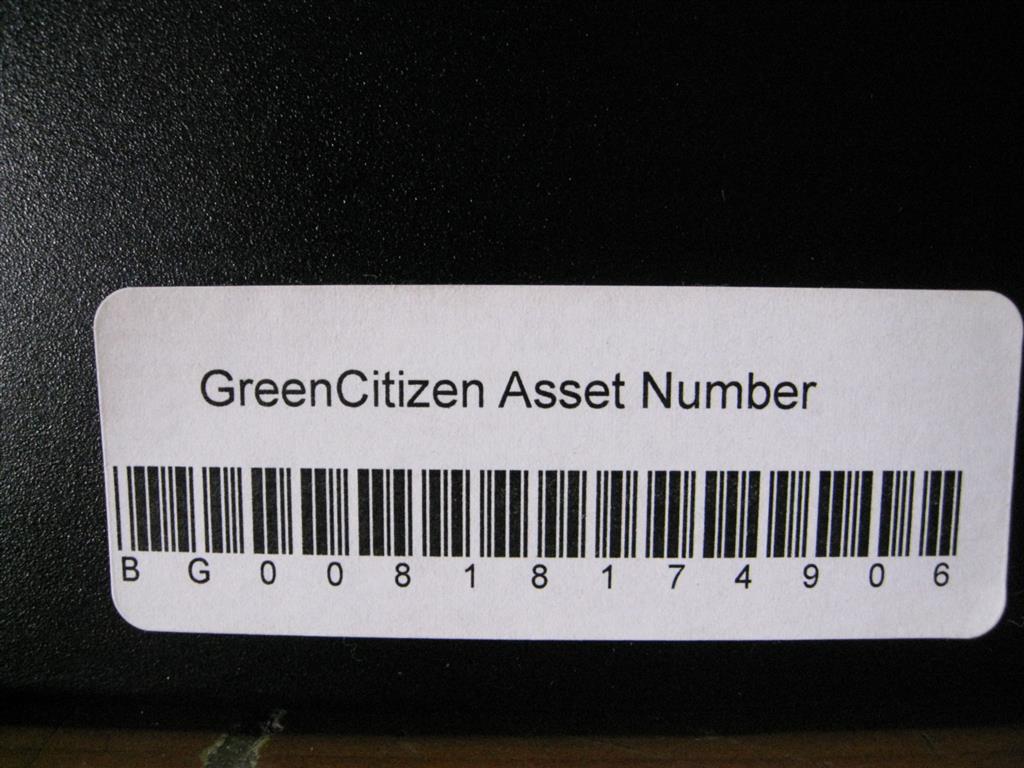 GreenCitizen Asset Number
B G 0 0 8 1 8 1 7 4 9 0 6